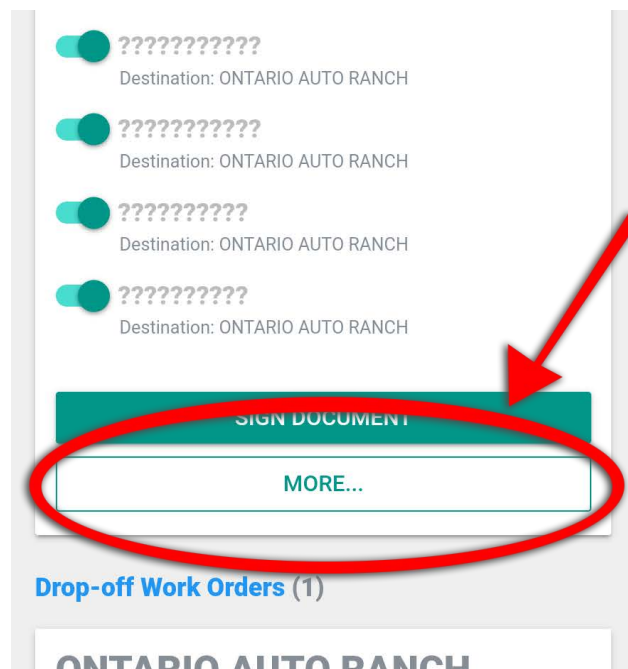 ???????????
Destination: ONTARIO AUTO RANCH
???????????
Destination: ONTARIO AUTO RANCH
??????????
Destination: ONTARIO AUTO RANCH
??????????
Destination: ONTARIO AUTO RANCH
SIGN DOCUMENT
MORE...
Drop-off Work Orders (1)
ONTARIO AUTO RANCH